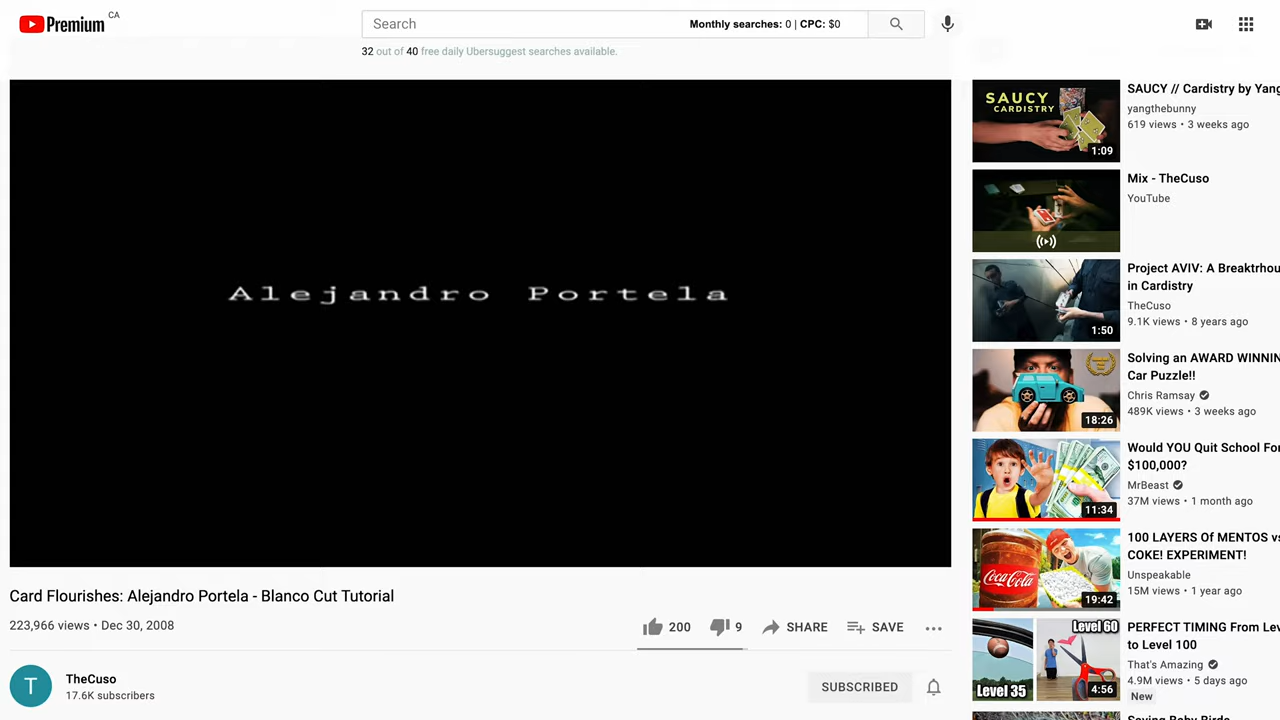 Premium CA
Search
Monthly searches: 0 | CPC: $0
32 out of 40 free daily Ubersuggest searches available.
Alejandro Portela
Card Flourishes: Alejandro Portela - Blanco Cut Tutorial
223,966 views • Dec 30, 2008
200
9
SHARE
SAVE
T
TheCuso
17.6K subscribers
SUBSCRIBED
SAUCY
CARDISTRY
1:09
SAUCY // Cardistry by Yang
yangthebunny
619 views • 3 weeks ago
Mix - TheCuso
YouTube
1:50
Project AVIV: A Breakthrou
in Cardistry
TheCuso
9.1K views • 8 years ago
18:26
Solving an AWARD WINNIN
Car Puzzle!!
Chris Ramsay
489K views • 3 weeks ago
11:34
Would YOU Quit School For
$100,000?
MrBeast
37M views • 1 month ago
Coca-Cola
19:42
100 LAYERS Of MENTOS vs
COKE! EXPERIMENT!
Unspeakable
15M views • 1 year ago
Level 35
Level 60
4:56
PERFECT TIMING From Lev
to Level 100
That's Amazing
4.9M views • 5 days ago
New
Saving Baby Birds